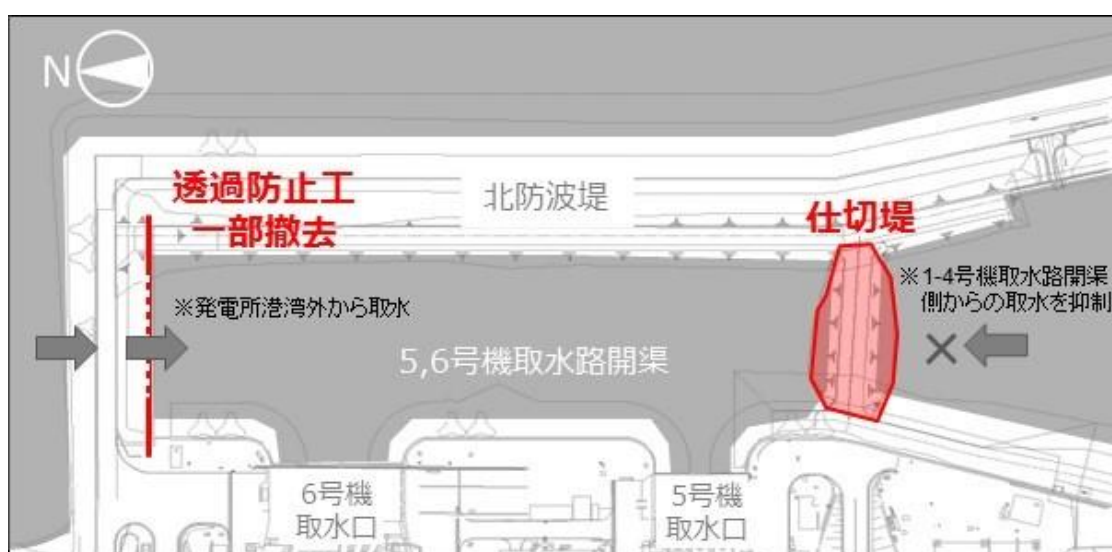 N
透過防止工
一部撤去
北防波堤
仕切堤
※1-4号機取水路開渠
側からの取水を抑制
※発電所港湾外から取水
5,6号機取水路開渠
6号機
取水口
5号機
取水口